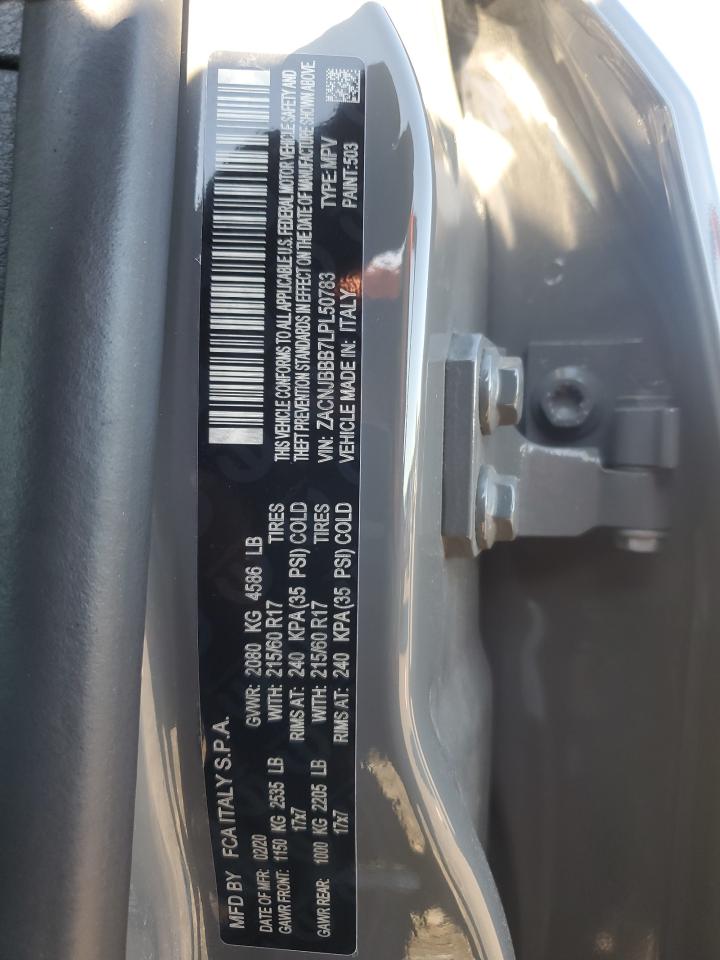 MFD BY FCA ITALY S.P.A.
DATE OF MFR: 02/20 GVWR: 2080 KG 4586 LB
GAWR FRONT: 1150 KG 2535 LB WITH: 215/60 R17 TIRES
17x7 RIMS AT: 240 KPA (35 PSI) COLD
GAWR REAR: 1000 KG 2205 LB WITH: 215/60 R17 TIRES
17x7 RIMS AT: 240 KPA (35 PSI) COLD
THIS VEHICLE CONFORMS TO ALL APPLICABLE U.S. FEDERAL MOTOR VEHICLE SAFETY AND
THEFT PREVENTION STANDARDS IN EFFECT ON THE DATE OF MANUFACTURE SHOWN ABOVE
VIN: ZACNJBBB7LPL50783 TYPE: MPV
VEHICLE MADE IN: ITALY PAINT:503